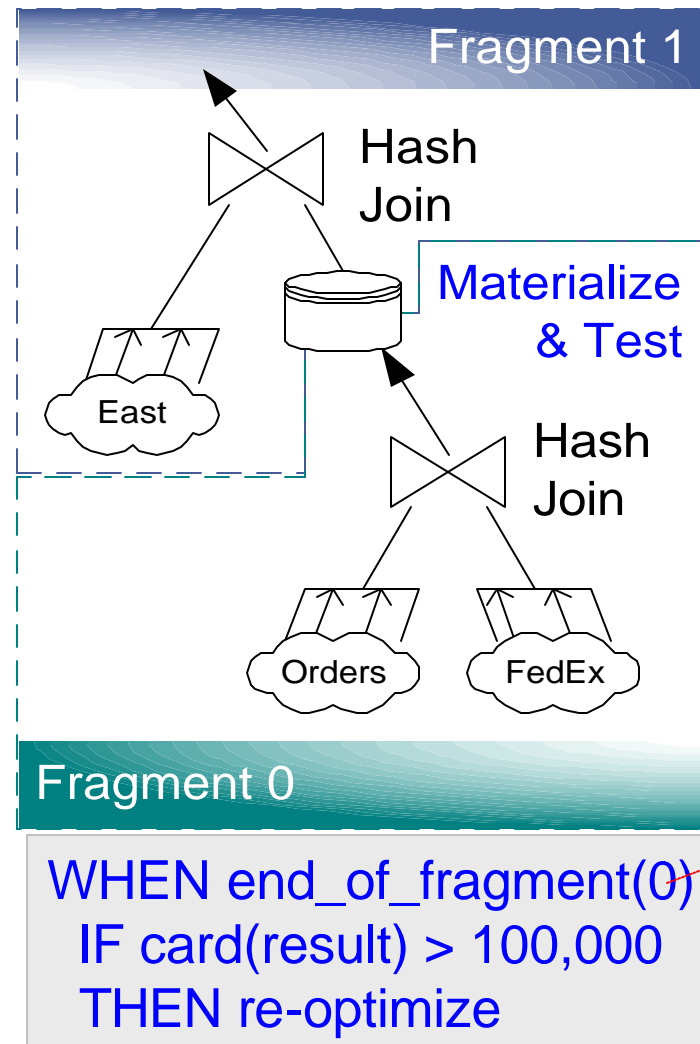 Fragment 1
Hash
Join
Materialize
& Test
East
Hash
Join
Orders
FedEx
Fragment 0
WHEN end_of_fragment(0)
IF card(result) > 100,000
THEN re-optimize